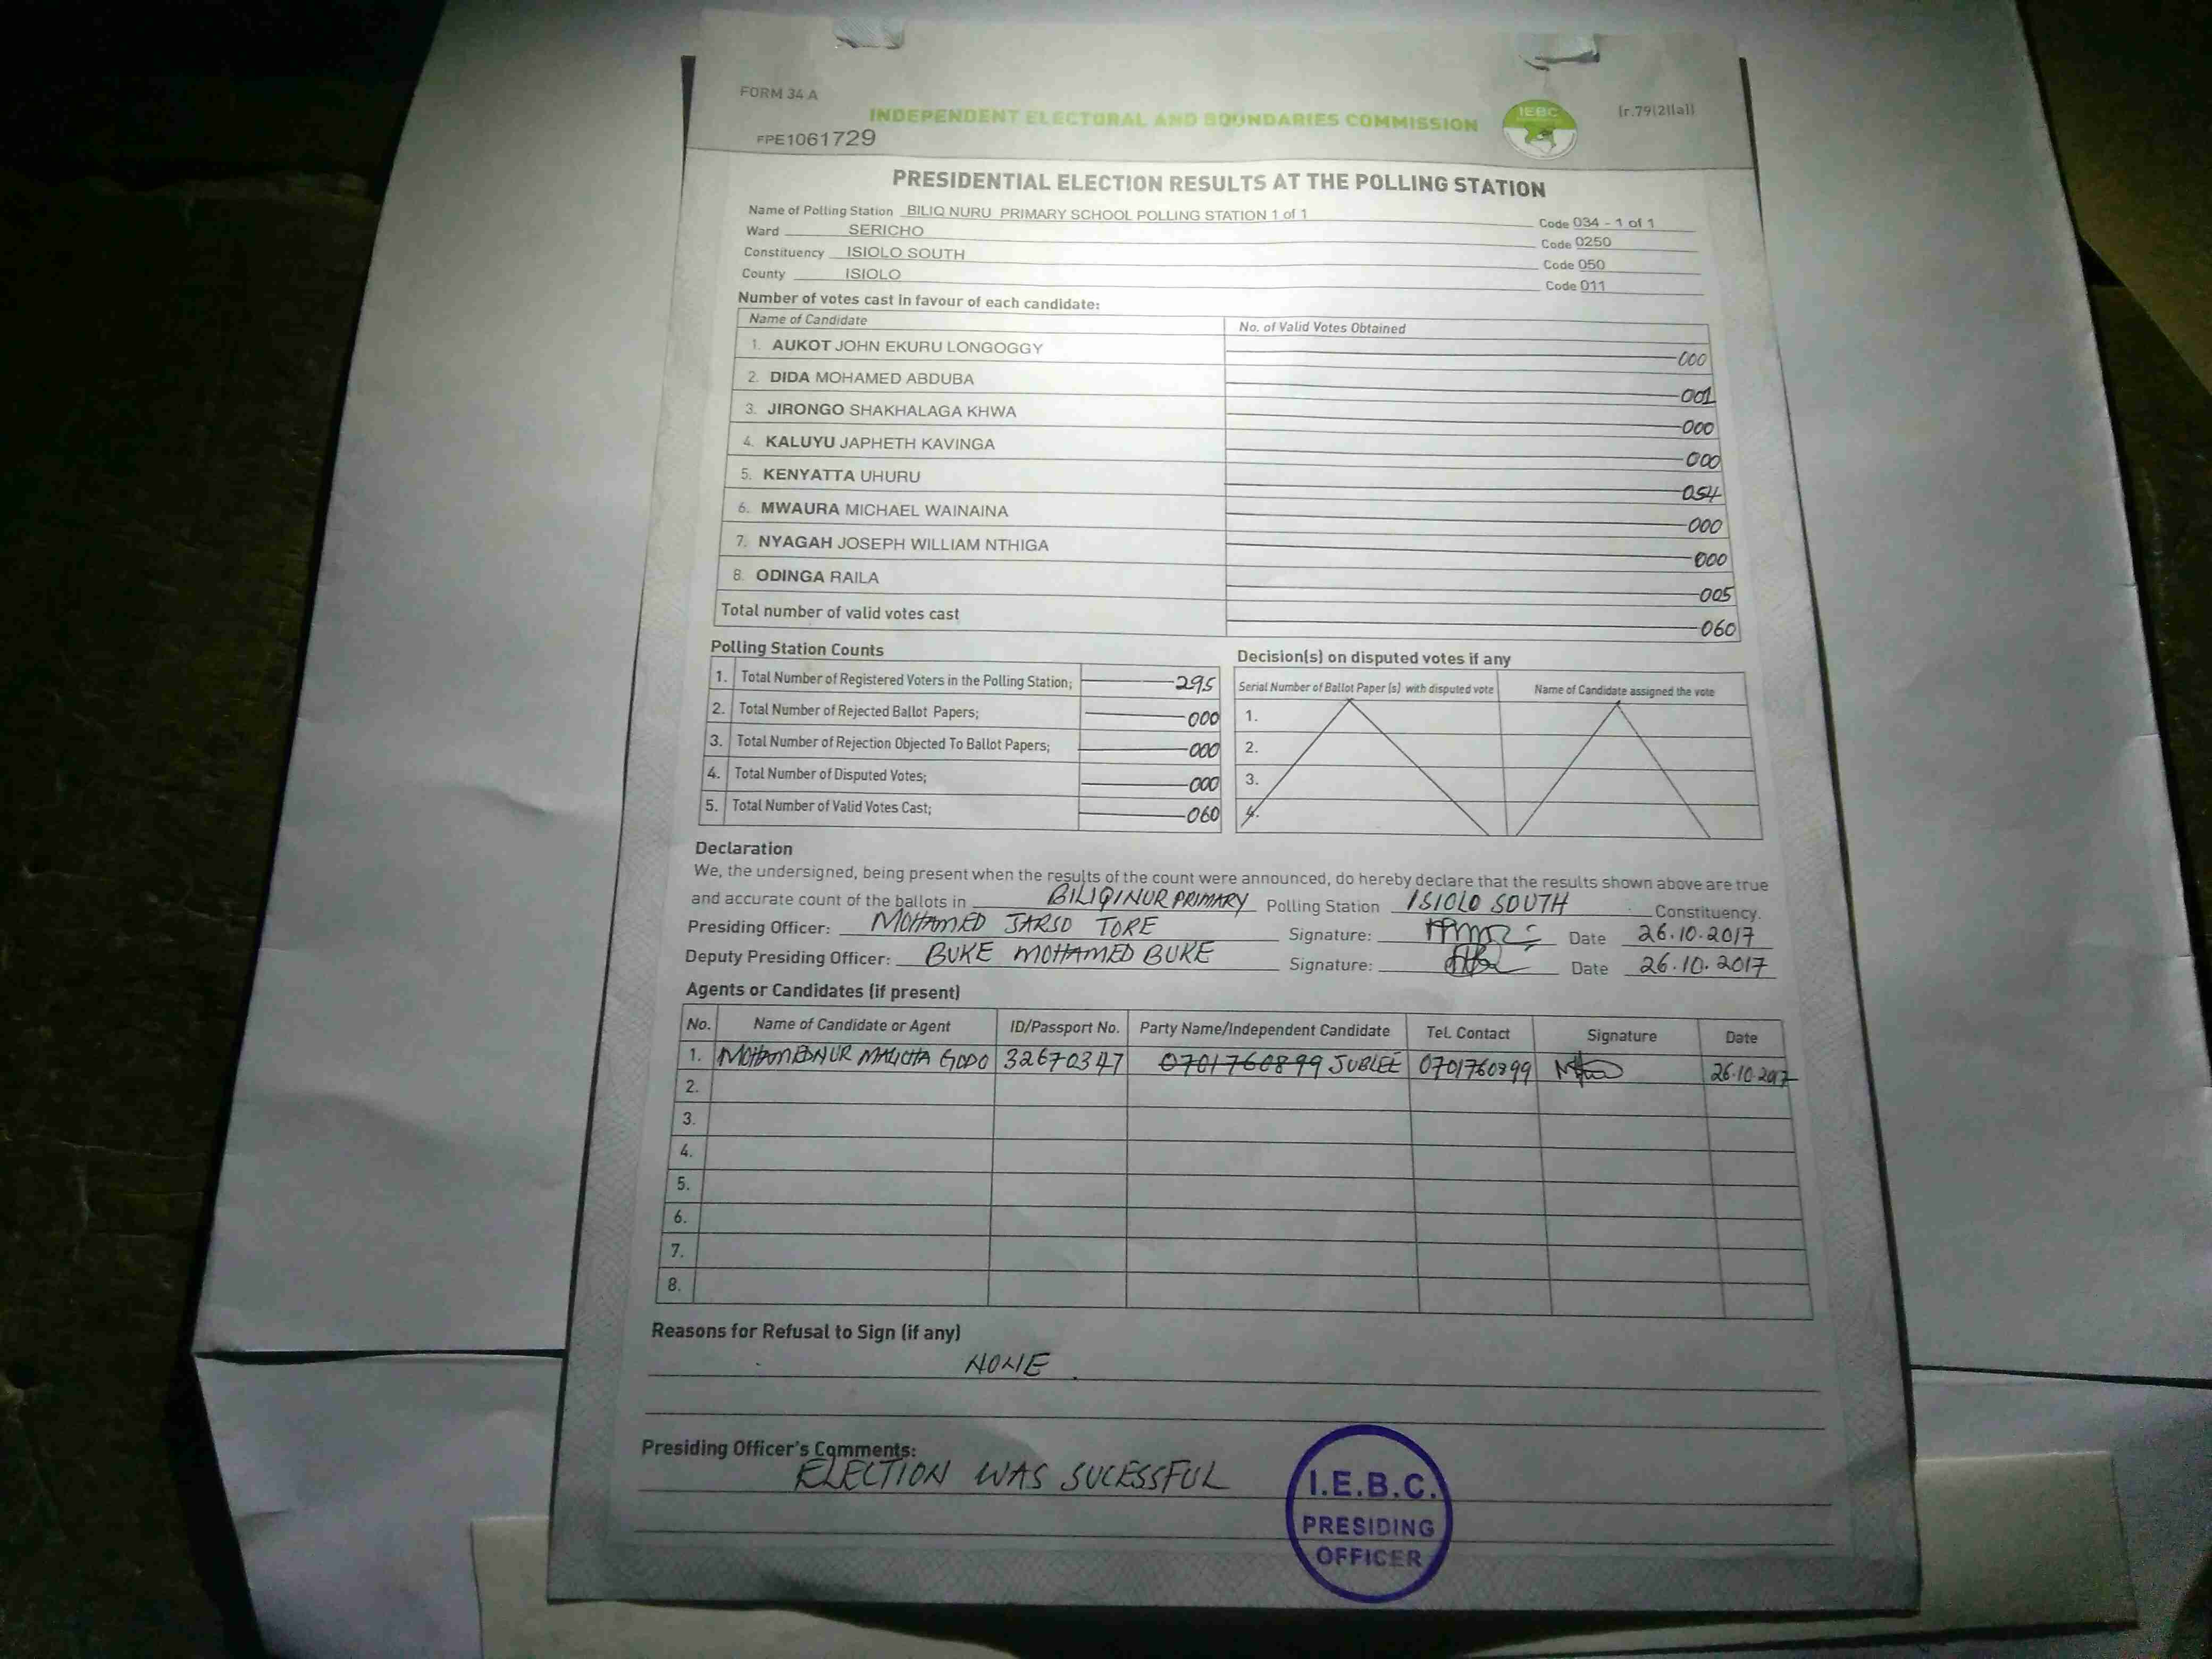 FORM 34 A
INDEPENDENT ELECTORAL AND BOUNDARIES COMMISSION
IEBC
(r.79(2)(a))
FPE1061729
PRESIDENTIAL ELECTION RESULTS AT THE POLLING STATION
Name of Polling Station BILIQ NURU PRIMARY SCHOOL POLLING STATION 1 of 1 Code 034 - 1 of 1
Ward SERICHO Code 0250
Constituency ISIOLO SOUTH Code 050
County ISIOLO Code 011
Number of votes cast in favour of each candidate:
Name of Candidate No. of Valid Votes Obtained
1. AUKOT JOHN EKURU LONGOGGY 000
2. DIDA MOHAMED ABDUBA 001
3. JIRONGO SHAKHALAGA KHWA 000
4. KALUYU JAPHETH KAVINGA 000
5. KENYATTA UHURU 054
6. MWAURA MICHAEL WAINAINA 000
7. NYAGAH JOSEPH WILLIAM NTHIGA 000
8. ODINGA RAILA 005
Total number of valid votes cast 060
Polling Station Counts
1. Total Number of Registered Voters in the Polling Station; 295
2. Total Number of Rejected Ballot Papers; 000
3. Total Number of Rejection Objected To Ballot Papers; 000
4. Total Number of Disputed Votes; 000
5. Total Number of Valid Votes Cast; 060
Decision(s) on disputed votes if any
Serial Number of Ballot Paper (s) with disputed vote Name of Candidate assigned the vote
1.
2.
3.
4.
Declaration
We, the undersigned, being present when the results of the count were announced, do hereby declare that the results shown above are true
and accurate count of the ballots in BILIQINUR PRIMARY Polling Station ISIOLO SOUTH Constituency.
Presiding Officer: MOHAMED JARSO TORE Signature: Date 26.10.2017
Deputy Presiding Officer: BUKE MOHAMED BUKE Signature: Date 26.10.2017
Agents or Candidates (if present)
No. Name of Candidate or Agent ID/Passport No. Party Name/Independent Candidate Tel. Contact Signature Date
1. MOHAMEDNUR MALICHA GODO 32670347 0701760899 JUBLEE 0701760899 26.10.2017
2.
3.
4.
5.
6.
7.
8.
Reasons for Refusal to Sign (if any)
NONE
Presiding Officer's Comments:
ELECTION WAS SUCESSFUL
I.E.B.C.
PRESIDING
OFFICER